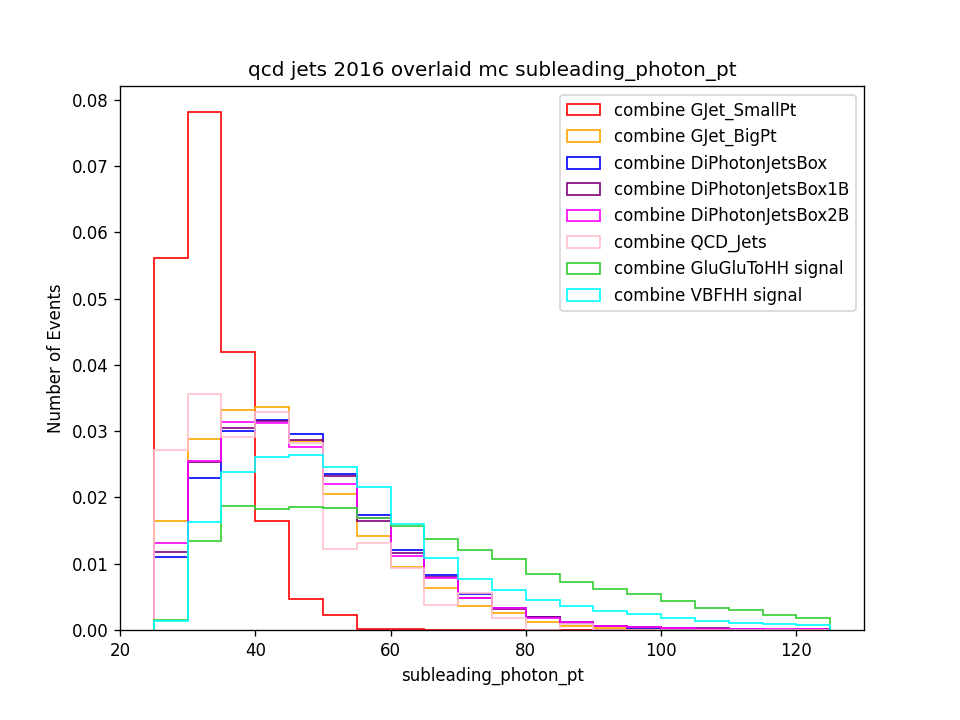 qcd jets 2016 overlaid mc subleading_photon_pt
0.08
0.07
0.06
0.05
0.04
0.03
0.02
0.01
0.00
Number of Events
combine GJet_SmallPt
combine GJet_BigPt
combine DiPhotonJetsBox
combine DiPhotonJetsBox1B
combine DiPhotonJetsBox2B
combine QCD_Jets
combine GluGluToHH signal
combine VBFHH signal
20 40 60 80 100 120
subleading_photon_pt